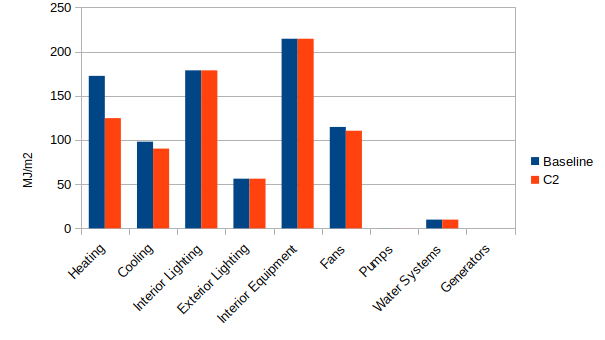 250
200
150
100
50
0
MJ/m2
Heating
Cooling
Interior Lighting
Exterior Lighting
Interior Equipment
Fans
Pumps
Water Systems
Generators
Baseline
C2